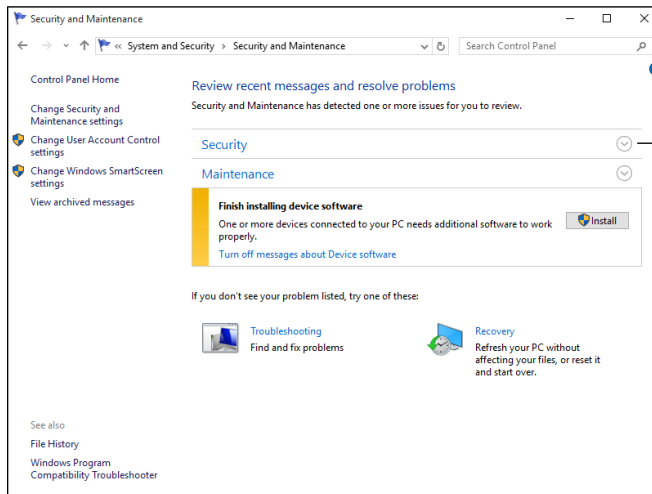 Security and Maintenance
« System and Security › Security and Maintenance
Search Control Panel
Control Panel Home
Change Security and
Maintenance settings
Change User Account Control
settings
Change Windows SmartScreen
settings
View archived messages
Review recent messages and resolve problems
Security and Maintenance has detected one or more issues for you to review.
Security
Maintenance
Finish installing device software
One or more devices connected to your PC needs additional software to work
properly.
Install
Turn off messages about Device software
If you don't see your problem listed, try one of these:
Troubleshooting
Find and fix problems
Recovery
Refresh your PC without
affecting your files, or reset it
and start over.
See also
File History
Windows Program
Compatibility Troubleshooter